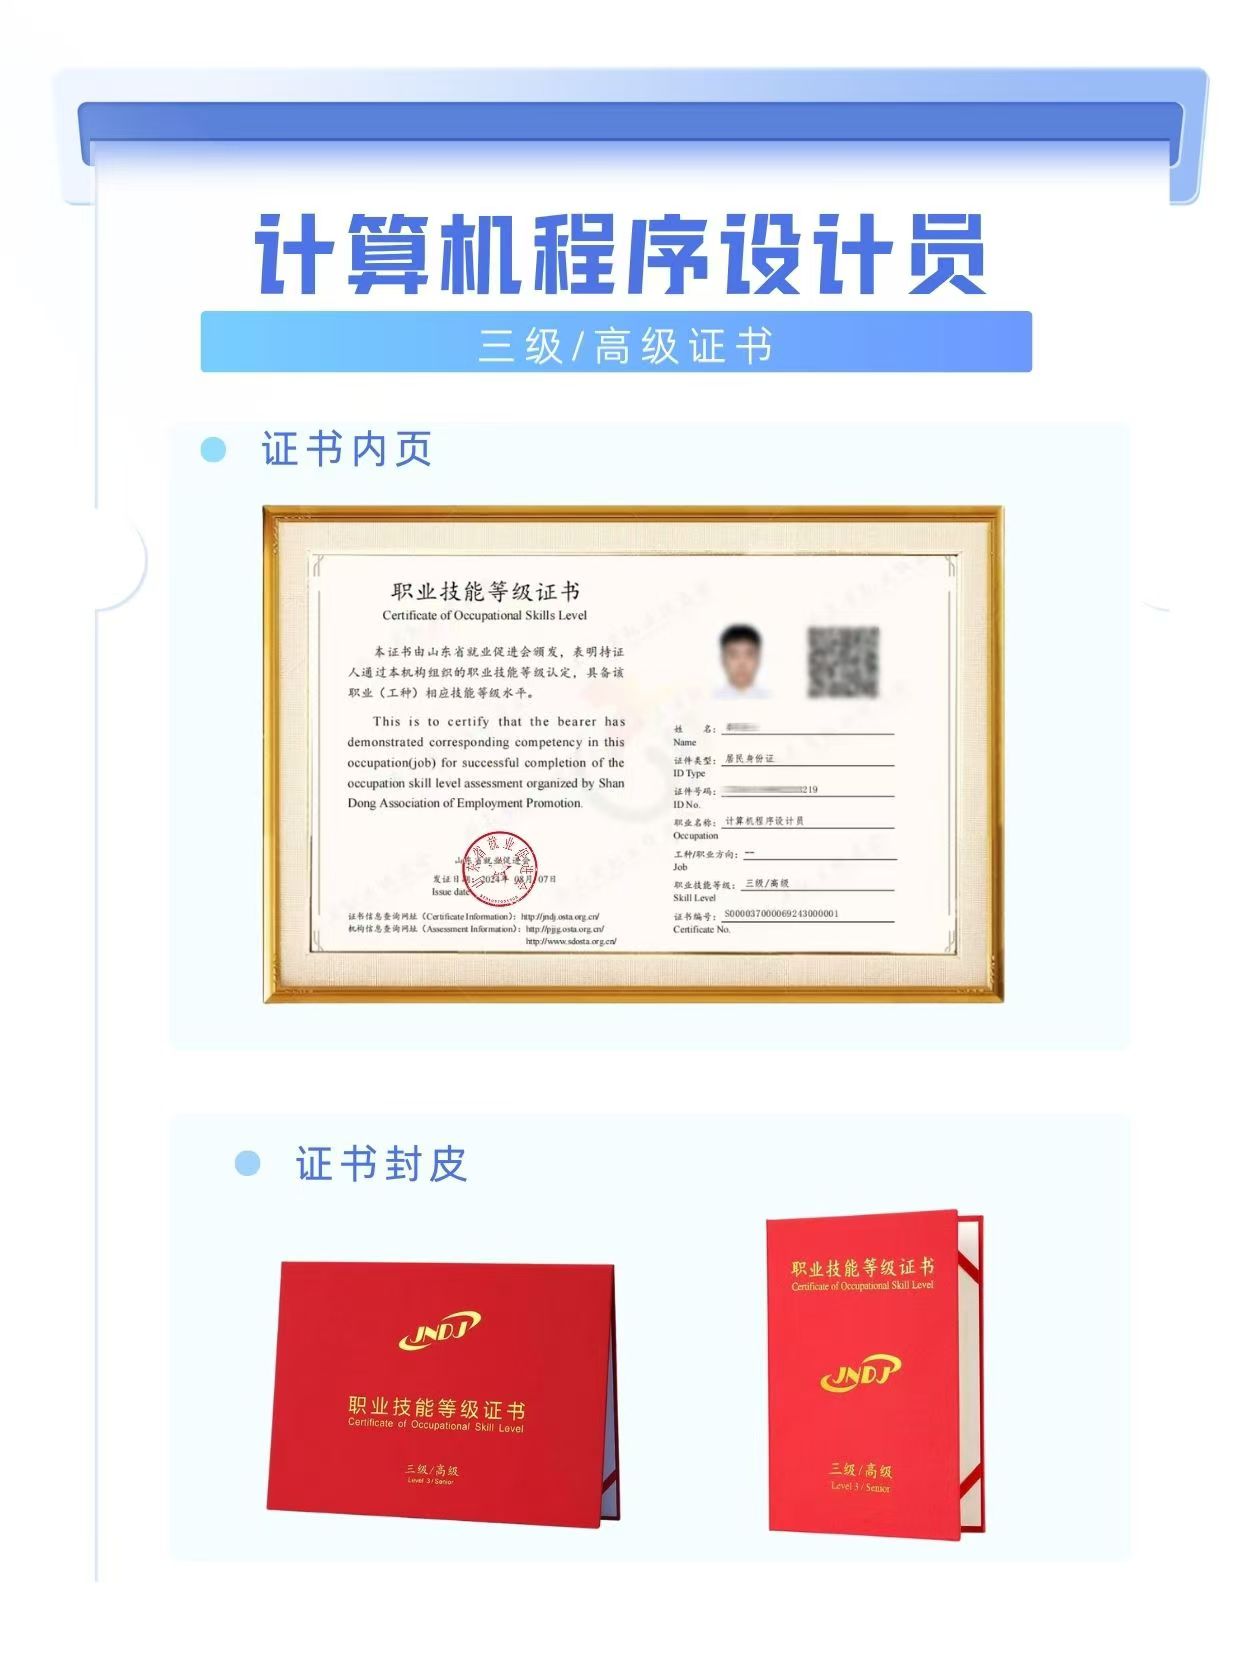 计算机程序设计员
三级/高级证书
证书内页
职业技能等级证书
Certificate of Occupational Skills Level
本证书由山东省就业促进会颁发，表明持证
人通过本机构组织的职业技能等级认定，具备该
职业（工种）相应技能等级水平。
This is to certify that the bearer has
demonstrated corresponding competency in this
occupation(job) for successful completion of the
occupation skill level assessment organized by Shan
Dong Association of Employment Promotion.
山东省就业促进会
发证日期：2024年 08月 07日
Issue date
证书信息查询网址（Certificate Information）：http://jndj.osta.org.cn/
机构信息查询网址（Assessment Information）：http://pjjg.osta.org.cn/
http://www.sdosta.org.cn/
姓 名：
Name
证件类型：居民身份证
ID Type
证件号码：3219
ID No.
职业名称：计算机程序设计员
Occupation
工种/职业方向：--
Job
职业技能等级：三级/高级
Skill Level
证书编号：S000037000069243000001
Certificate No.
证书封皮
JNDJ
职业技能等级证书
Certificate of Occupational Skill Level
三级/高级
Level 3 / Senior
职业技能等级证书
Certificate of Occupational Skill Level
JNDJ
三级/高级
Level 3 / Senior